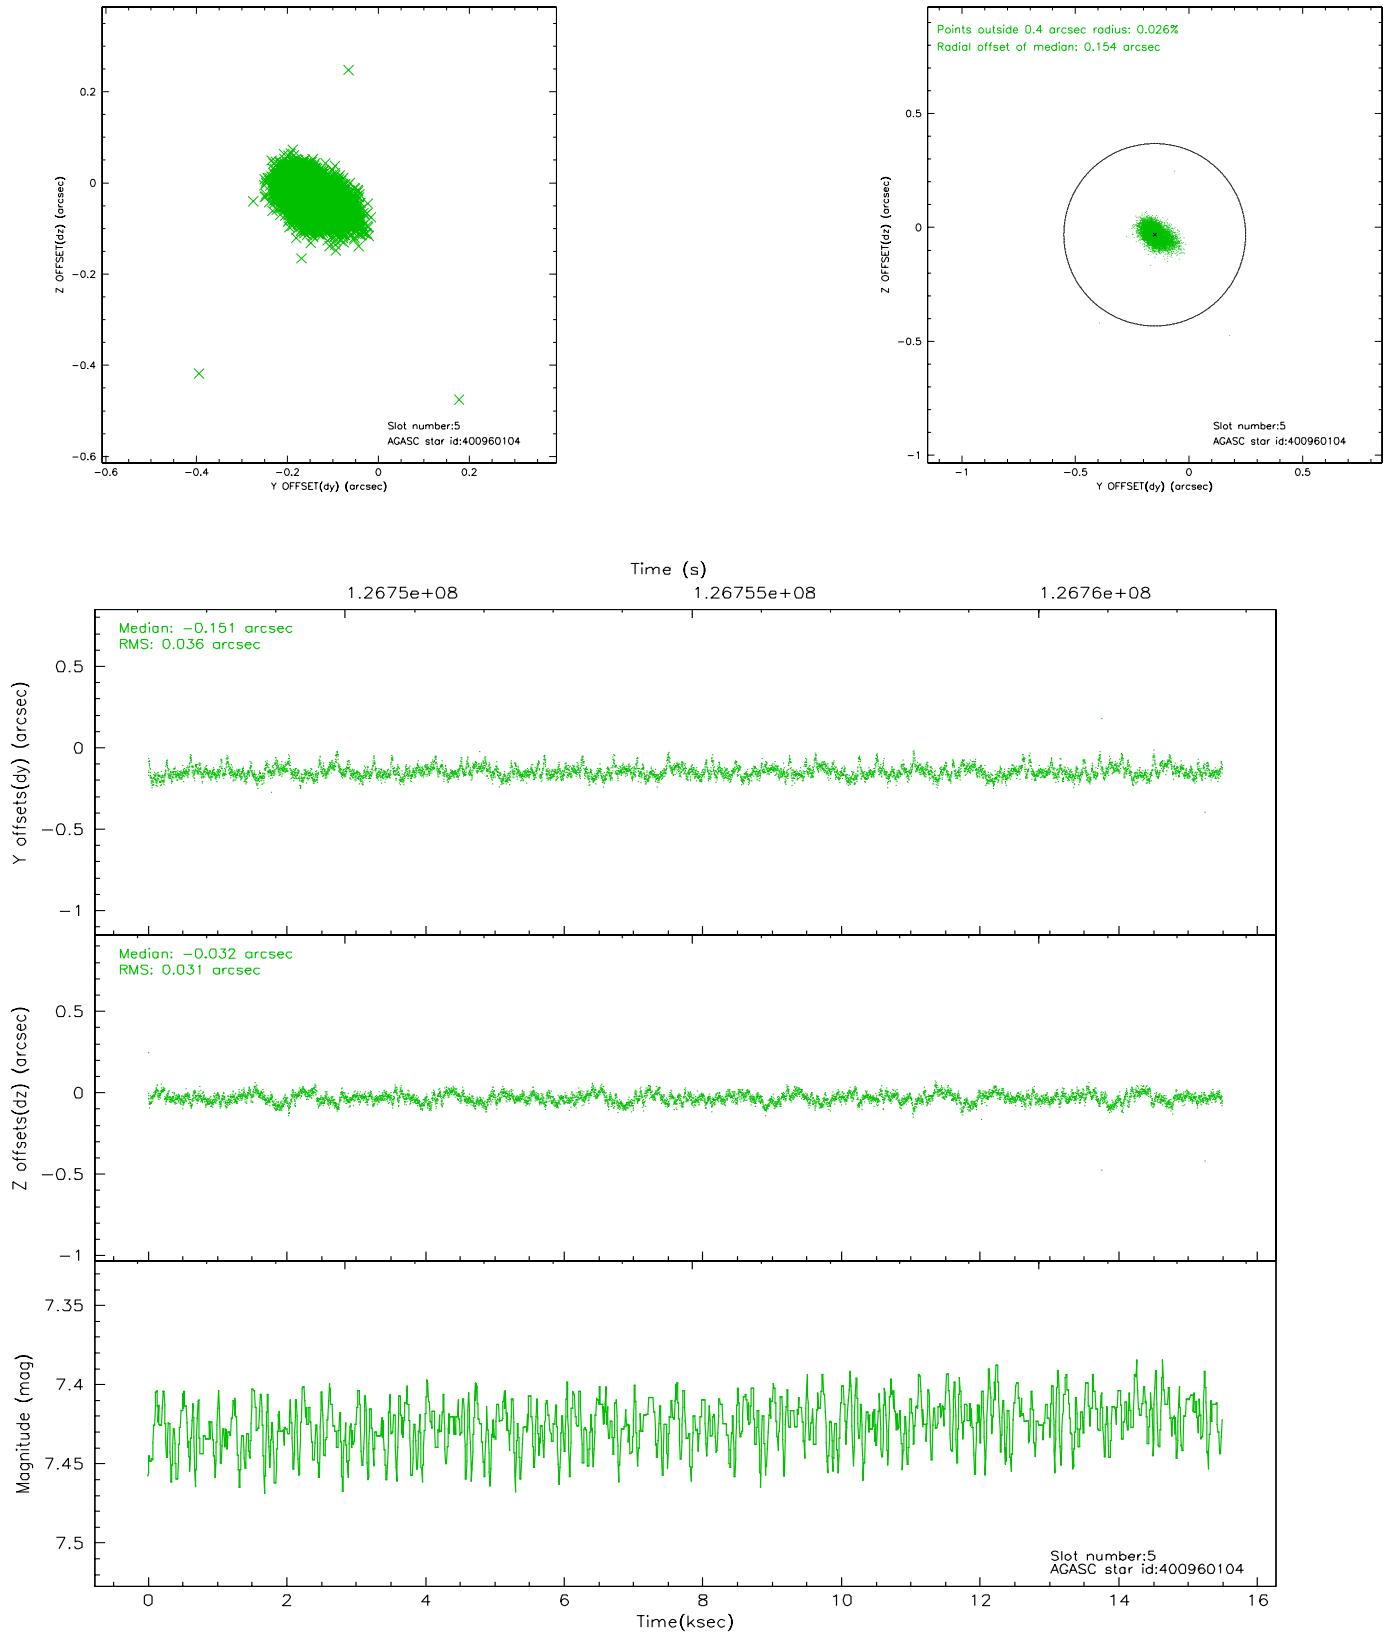 0.2
0
−0.2
−0.4
−0.6
Z OFFSET(dz) (arcsec)
Slot number:5
AGASC star id:400960104
−0.6 −0.4 −0.2 0 0.2
Y OFFSET(dy) (arcsec)
Points outside 0.4 arcsec radius: 0.026%
Radial offset of median: 0.154 arcsec
0.5
0
−0.5
−1
Z OFFSET(dz) (arcsec)
Slot number:5
AGASC star id:400960104
−1 −0.5 0 0.5
Y OFFSET(dy) (arcsec)
Time (s)
1.2675e+08 1.26755e+08 1.2676e+08
Median: −0.151 arcsec
RMS: 0.036 arcsec
0.5
0
−0.5
−1
Y offsets(dy) (arcsec)
Median: −0.032 arcsec
RMS: 0.031 arcsec
0.5
0
−0.5
−1
Z offsets(dz) (arcsec)
7.35
7.4
7.45
7.5
Magnitude (mag)
Slot number:5
AGASC star id:400960104
0 2 4 6 8 10 12 14 16
Time(ksec)